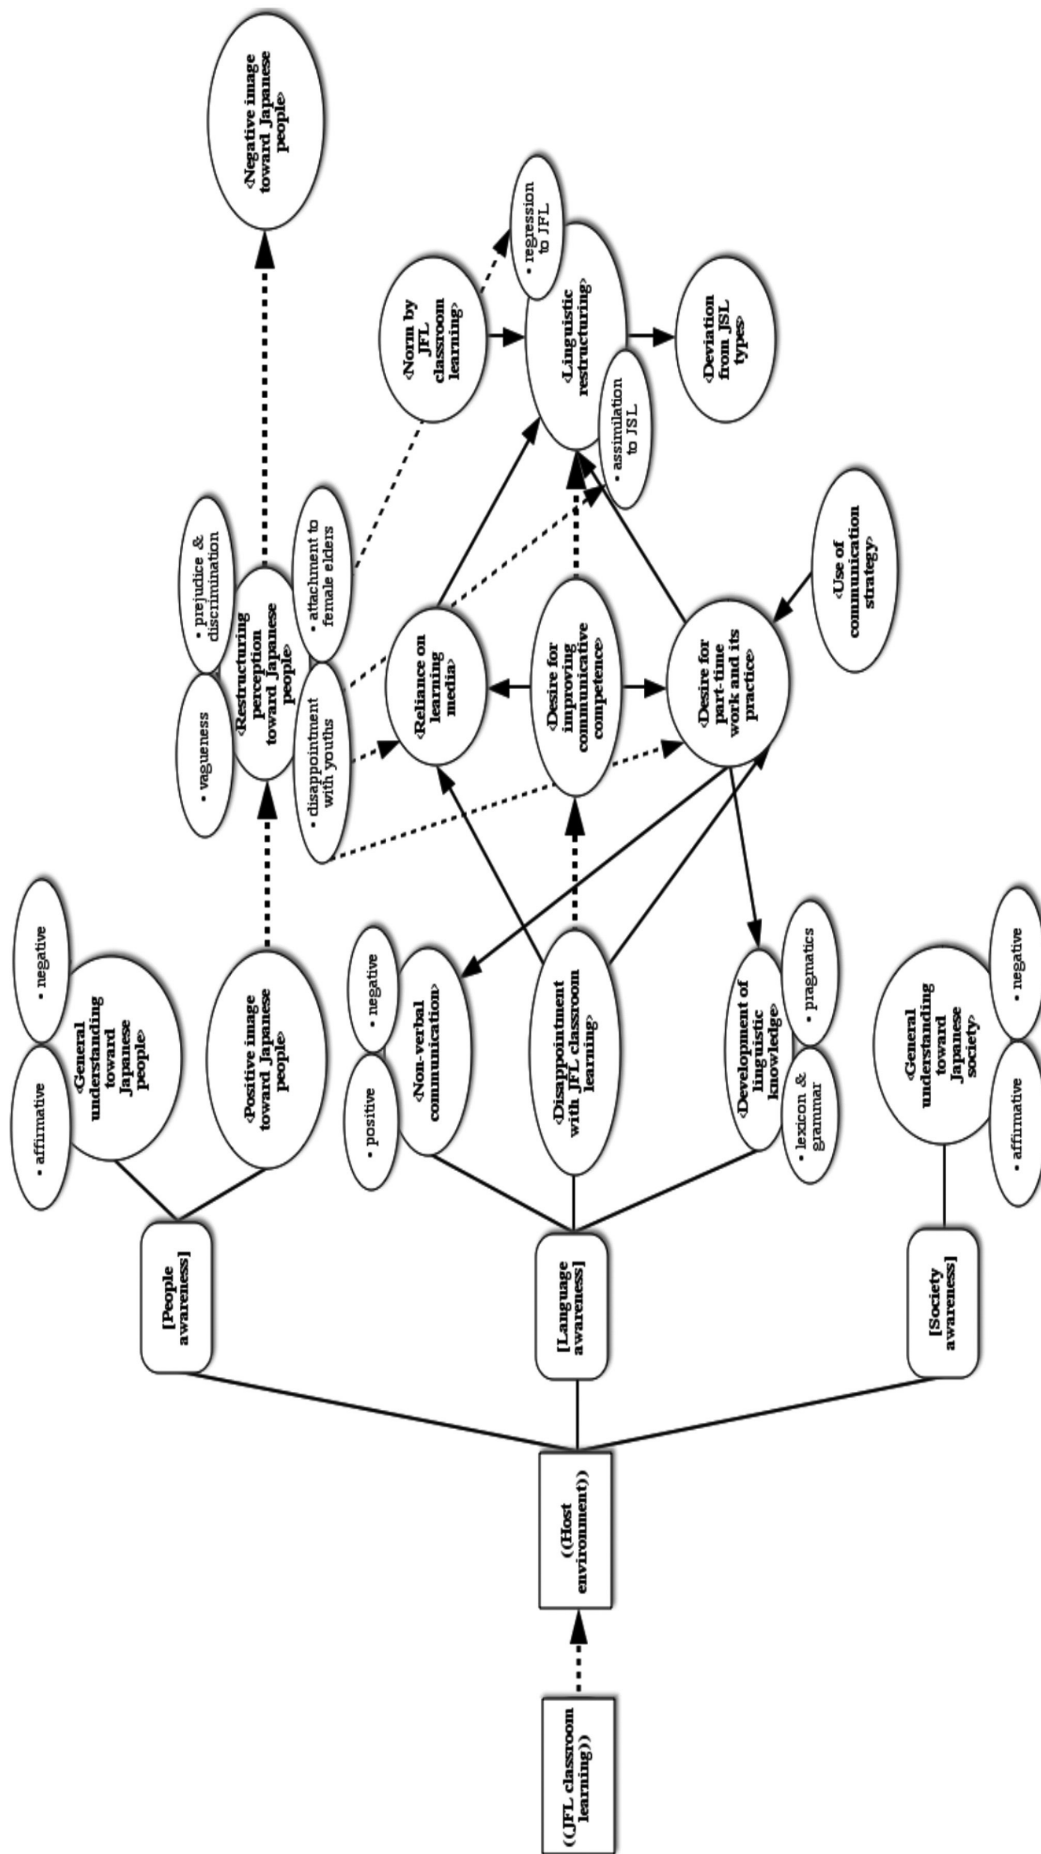 ‹Negative image
toward Japanese
people›
• prejudice &
discrimination
• vagueness
‹Restructuring
perception
toward Japanese
people›
• attachment to
female elders
• disappointment
with youths
• negative
• affirmative
‹General
understanding
toward
Japanese
people›
‹Positive image
toward Japanese
people›
[People
awareness]
• regression
to JFL
‹Norm by
JFL
classroom
learning›
‹Linguistic
restructuring›
• assimilation
to JSL
‹Deviation
from JSL
types›
‹Reliance on
learning
media›
‹Desire for
improving
communicative
competence›
‹Desire for
part-time
work and its
practice›
‹Use of
communication
strategy›
• negative
• positive
‹Non-verbal
communication›
‹Disappointment
with JFL classroom
learning›
‹Development of
linguistic
knowledge›
• pragmatics
• lexicon &
grammar
[Language
awareness]
‹General
understanding
toward
Japanese
society›
• negative
• affirmative
[Society
awareness]
((Host
environment))
((JFL classroom
learning))